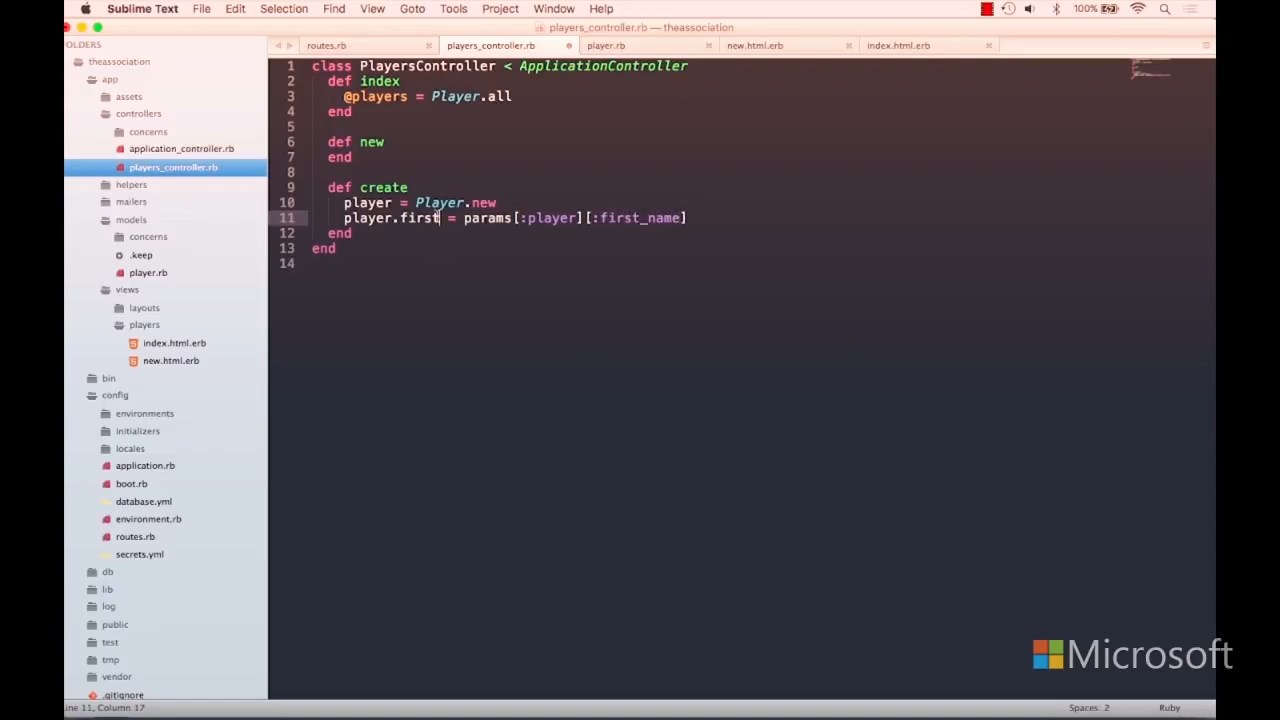 Sublime Text File Edit Selection Find View Goto Tools Project Window Help 100%
players_controller.rb — theassociation
OLDERS
routes.rb players_controller.rb player.rb new.html.erb index.html.erb
theassociation
app
assets
controllers
concerns
application_controller.rb
players_controller.rb
helpers
mailers
models
concerns
.keep
player.rb
views
layouts
players
index.html.erb
new.html.erb
bin
config
environments
initializers
locales
application.rb
boot.rb
database.yml
environment.rb
routes.rb
secrets.yml
db
lib
log
public
test
tmp
vendor
.gitignore
1 class PlayersController < ApplicationController
2 def index
3 @players = Player.all
4 end
5
6 def new
7 end
8
9 def create
10 player = Player.new
11 player.first = params[:player][:first_name]
12 end
13 end
14
Microsoft
ine 11, Column 17 Spaces: 2 Ruby